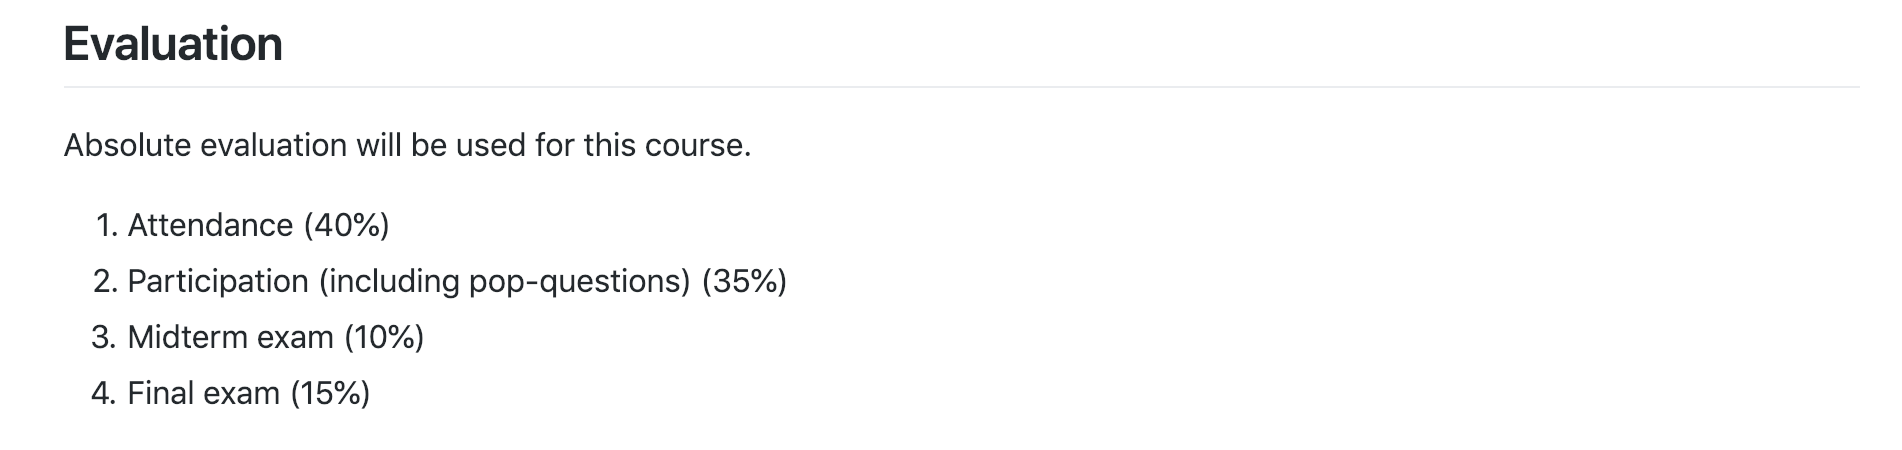 Evaluation
Absolute evaluation will be used for this course.
1. Attendance (40%)
2. Participation (including pop-questions) (35%)
3. Midterm exam (10%)
4. Final exam (15%)